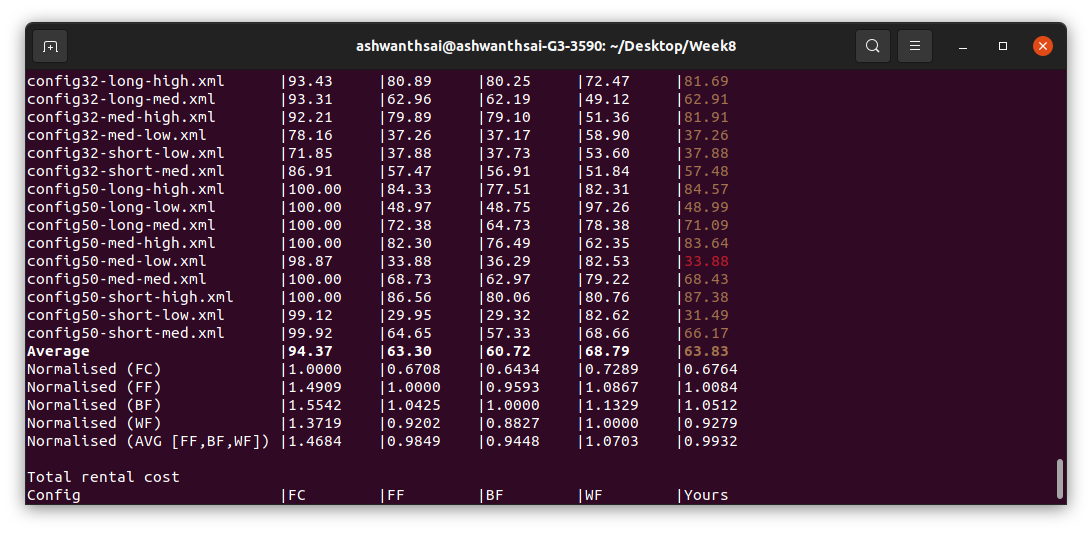 ashwanthsai@ashwanthsai-G3-3590: ~/Desktop/Week8
config32-long-high.xml |93.43 |80.89 |80.25 |72.47 |81.69
config32-long-med.xml |93.31 |62.96 |62.19 |49.12 |62.91
config32-med-high.xml |92.21 |79.89 |79.10 |51.36 |81.91
config32-med-low.xml |78.16 |37.26 |37.17 |58.90 |37.26
config32-short-low.xml |71.85 |37.88 |37.73 |53.60 |37.88
config32-short-med.xml |86.91 |57.47 |56.91 |51.84 |57.48
config50-long-high.xml |100.00 |84.33 |77.51 |82.31 |84.57
config50-long-low.xml |100.00 |48.97 |48.75 |97.26 |48.99
config50-long-med.xml |100.00 |72.38 |64.73 |78.38 |71.09
config50-med-high.xml |100.00 |82.30 |76.49 |62.35 |83.64
config50-med-low.xml |98.87 |33.88 |36.29 |82.53 |33.88
config50-med-med.xml |100.00 |68.73 |62.97 |79.22 |68.43
config50-short-high.xml |100.00 |86.56 |80.06 |80.76 |87.38
config50-short-low.xml |99.12 |29.95 |29.32 |82.62 |31.49
config50-short-med.xml |99.92 |64.65 |57.33 |68.66 |66.17
Average |94.37 |63.30 |60.72 |68.79 |63.83
Normalised (FC) |1.0000 |0.6708 |0.6434 |0.7289 |0.6764
Normalised (FF) |1.4909 |1.0000 |0.9593 |1.0867 |1.0084
Normalised (BF) |1.5542 |1.0425 |1.0000 |1.1329 |1.0512
Normalised (WF) |1.3719 |0.9202 |0.8827 |1.0000 |0.9279
Normalised (AVG [FF,BF,WF]) |1.4684 |0.9849 |0.9448 |1.0703 |0.9932
Total rental cost
Config |FC |FF |BF |WF |Yours